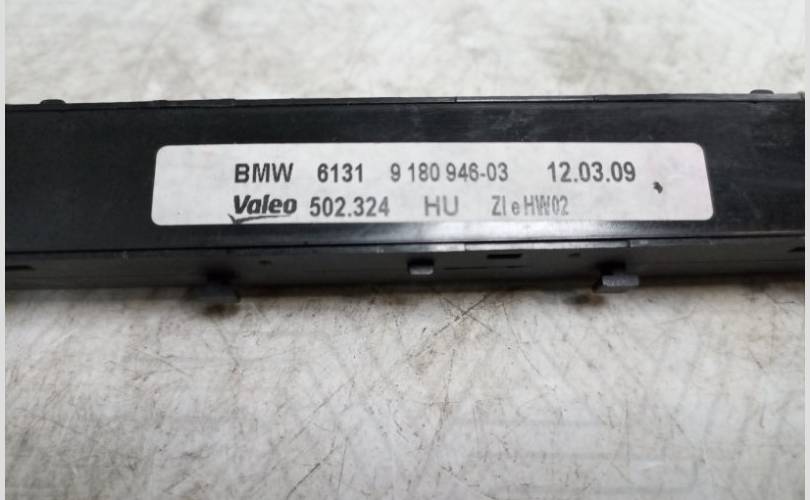 BMW 6131 9 180 946-03 12.03.09
Valeo 502.324 HU ZI e HW02